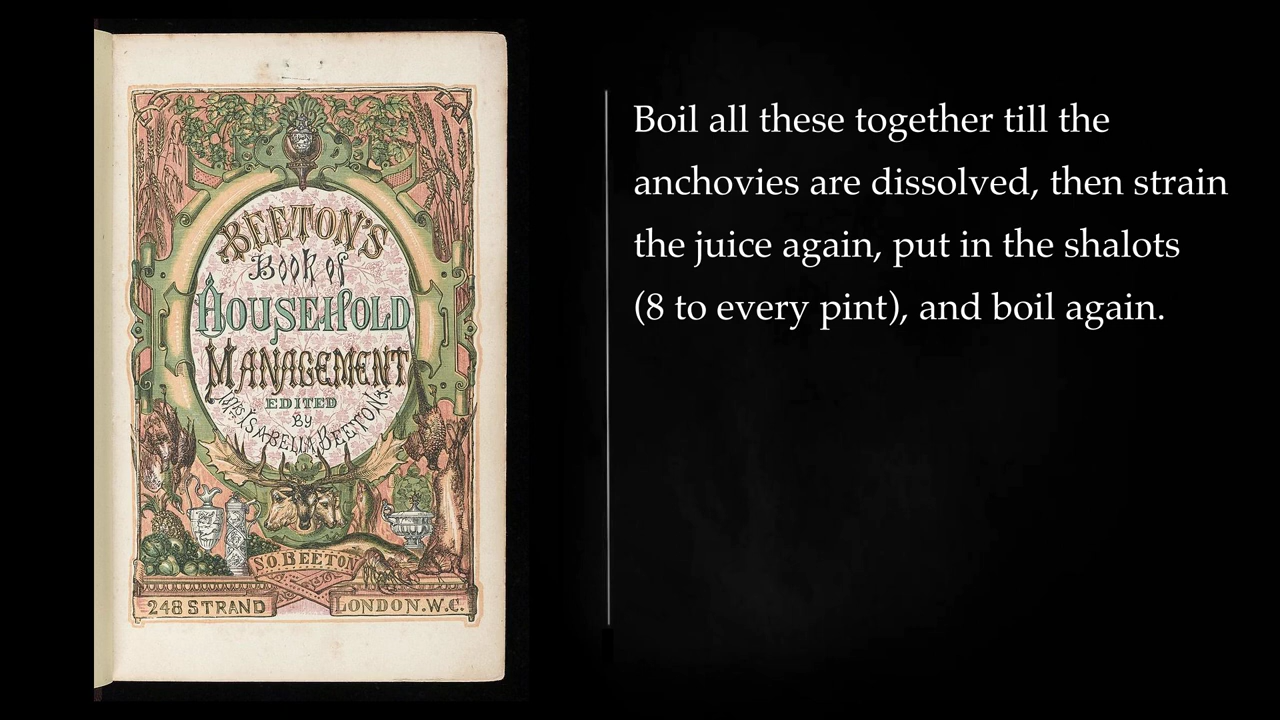 BEETON'S
Book of
HOUSEHOLD
MANAGEMENT
EDITED
By
MRS ISABELLA BEETON
S.O. BEETON
248 STRAND
LONDON. W.C.
Boil all these together till the
anchovies are dissolved, then strain
the juice again, put in the shalots
(8 to every pint), and boil again.